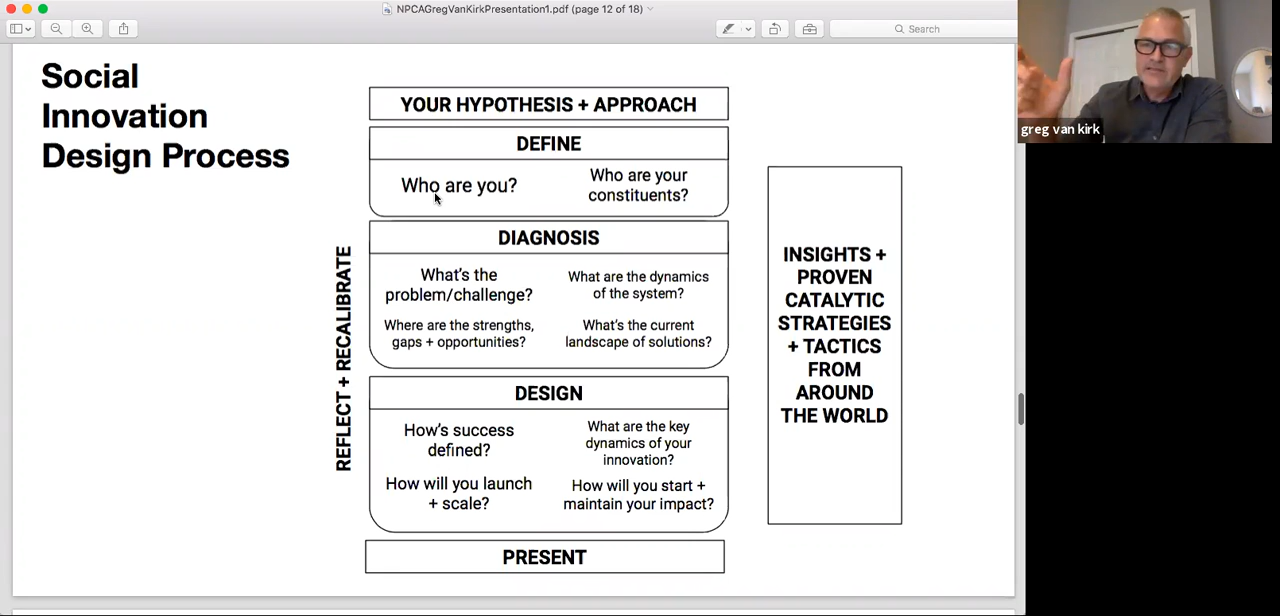 NPCAGregVanKirkPresentation1.pdf (page 12 of 18)
Search
greg van kirk
Social
Innovation
Design Process
YOUR HYPOTHESIS + APPROACH
DEFINE
Who are you?
Who are your
constituents?
DIAGNOSIS
What's the
problem/challenge?
What are the dynamics
of the system?
Where are the strengths,
gaps + opportunities?
What's the current
landscape of solutions?
DESIGN
How's success
defined?
What are the key
dynamics of your
innovation?
How will you launch
+ scale?
How will you start +
maintain your impact?
PRESENT
REFLECT + RECALIBRATE
INSIGHTS +
PROVEN
CATALYTIC
STRATEGIES
+ TACTICS
FROM
AROUND
THE WORLD